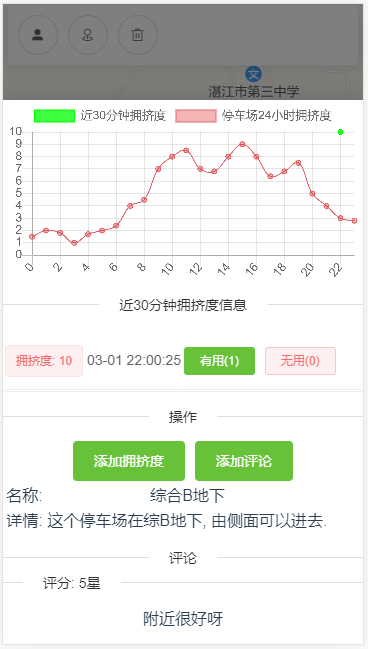 文
湛江市第三中学
近30分钟拥挤度 停车场24小时拥挤度
10
9
8
7
6
5
4
3
2
1
0
0 2 4 6 8 10 12 14 16 18 20 22
近30分钟拥挤度信息
拥挤度: 10 03-01 22:00:25 有用(1) 无用(0)
操作
添加拥挤度 添加评论
名称: 综合B地下
详情: 这个停车场在综B地下, 由侧面可以进去.
评论
评分: 5星
附近很好呀